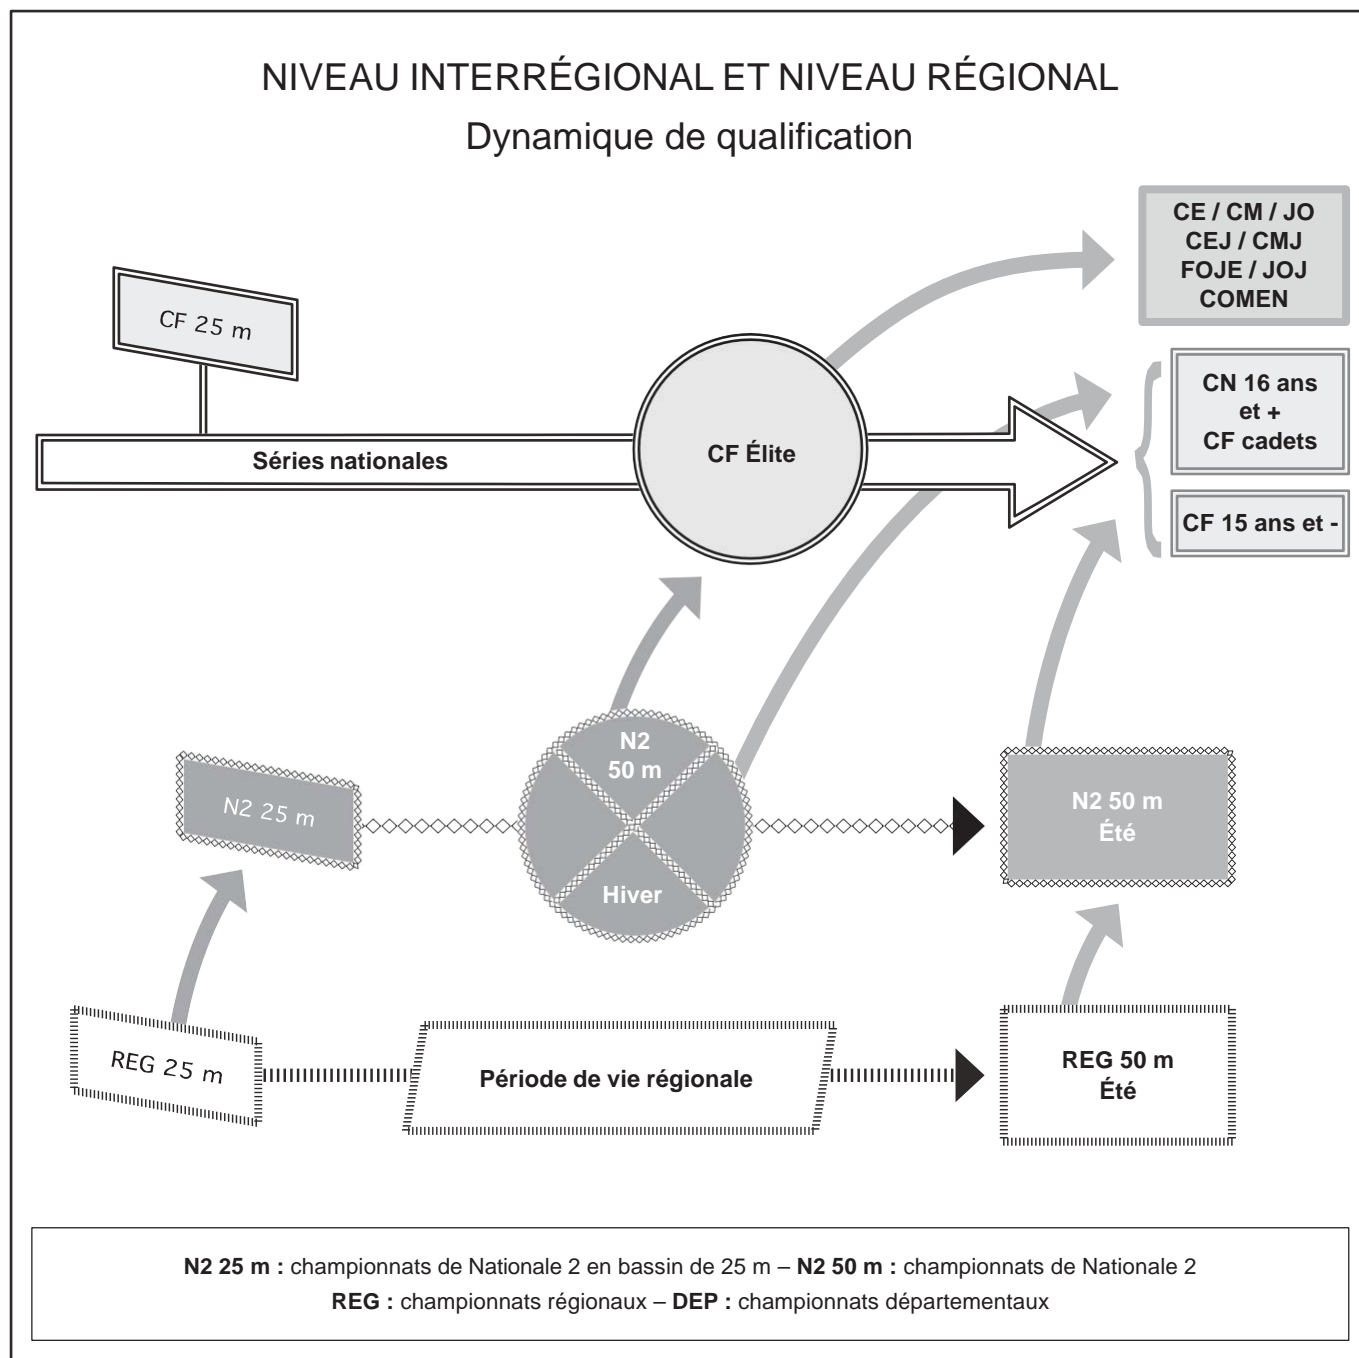 NIVEAU INTERRÉGIONAL ET NIVEAU RÉGIONAL
Dynamique de qualification
CE / CM / JO
CEJ / CMJ
FOJE / JOJ
COMEN
CF 25 m
CN 16 ans
et +
CF cadets
Séries nationales
CF Élite
CF 15 ans et -
N2
50 m
N2 25 m
Hiver
N2 50 m
Été
REG 25 m
Période de vie régionale
REG 50 m
Été
N2 25 m : championnats de Nationale 2 en bassin de 25 m – N2 50 m : championnats de Nationale 2
REG : championnats régionaux – DEP : championnats départementaux